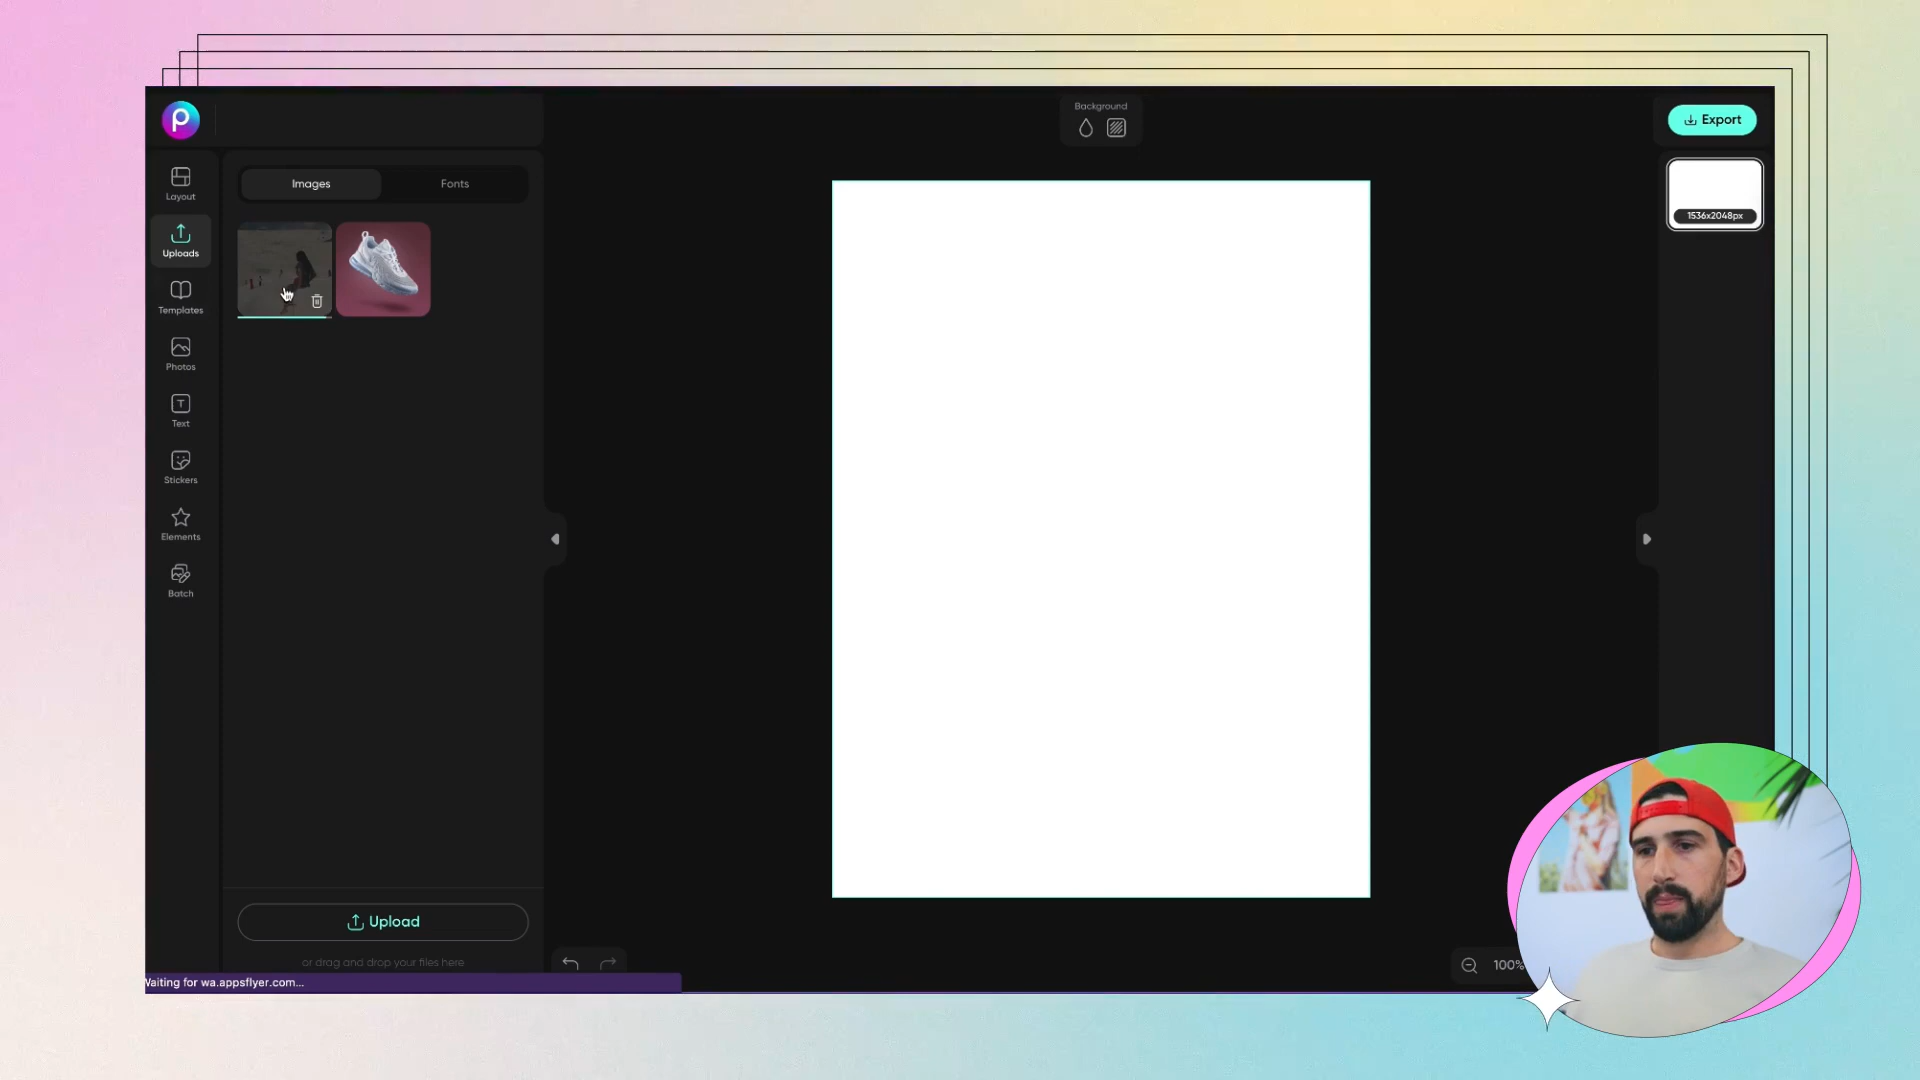 Background
Export
Layout
Images
Fonts
1536x2048px
Uploads
Templates
Photos
Text
Stickers
Elements
Batch
Upload
or drag and drop your files here
100%
Waiting for wa.appsflyer.com...